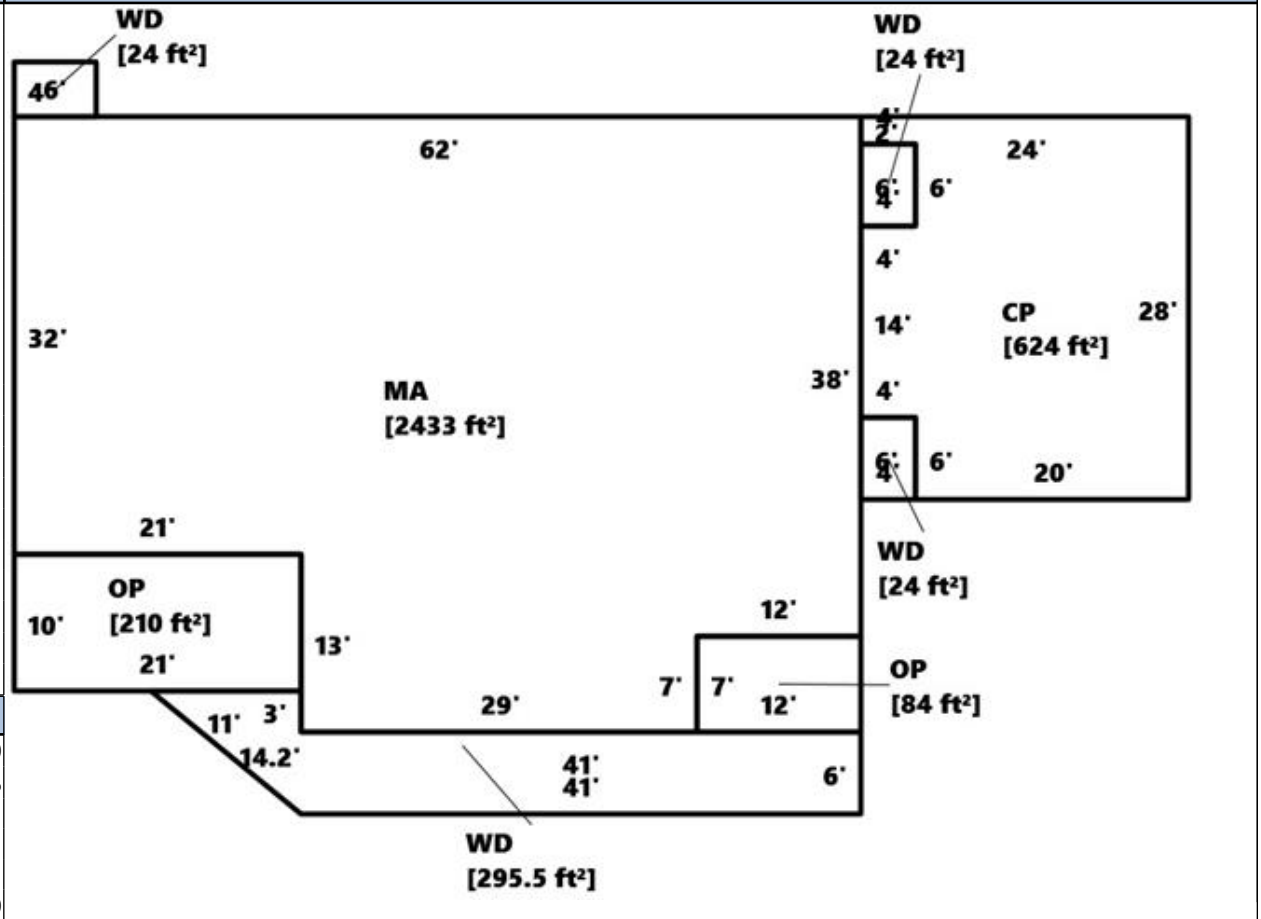 WD
[24 ft²]
WD
[24 ft²]
46'
4'
2'
62'
24'
6'
4'
6'
4'
14'
CP
[624 ft²]
28'
32'
38'
4'
MA
[2433 ft²]
6'
4'
6'
20'
21'
WD
[24 ft²]
OP
[210 ft²]
10'
21'
13'
12'
7'
7'
12'
OP
[84 ft²]
29'
11'
3'
14.2'
41'
41'
6'
WD
[295.5 ft²]